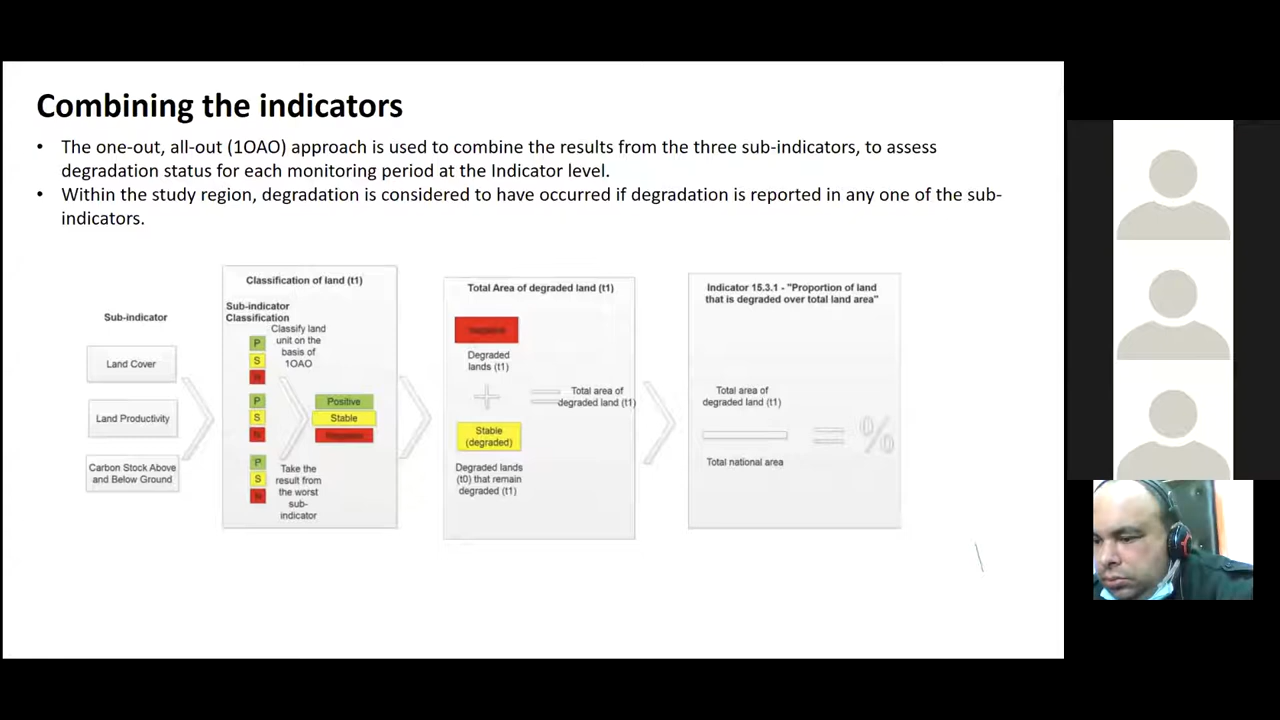 Combining the indicators
• The one-out, all-out (1OAO) approach is used to combine the results from the three sub-indicators, to assess
degradation status for each monitoring period at the Indicator level.
• Within the study region, degradation is considered to have occurred if degradation is reported in any one of the sub-
indicators.
Sub-indicator
Land Cover
Land Productivity
Carbon Stock Above
and Below Ground
Classification of land (t1)
Sub-indicator
Classification
P
S
N
P
S
N
P
S
N
Classify land
unit on the
basis of
1OAO
Positive
Stable
Take the
result from
the worst
sub-
indicator
Total Area of degraded land (t1)
Degraded
lands (t1)
+
Stable
(degraded)
Degraded lands
(t0) that remain
degraded (t1)
=
Total area of
degraded land (t1)
Indicator 15.3.1 - "Proportion of land
that is degraded over total land area"
Total area of
degraded land (t1)
Total national area
= %